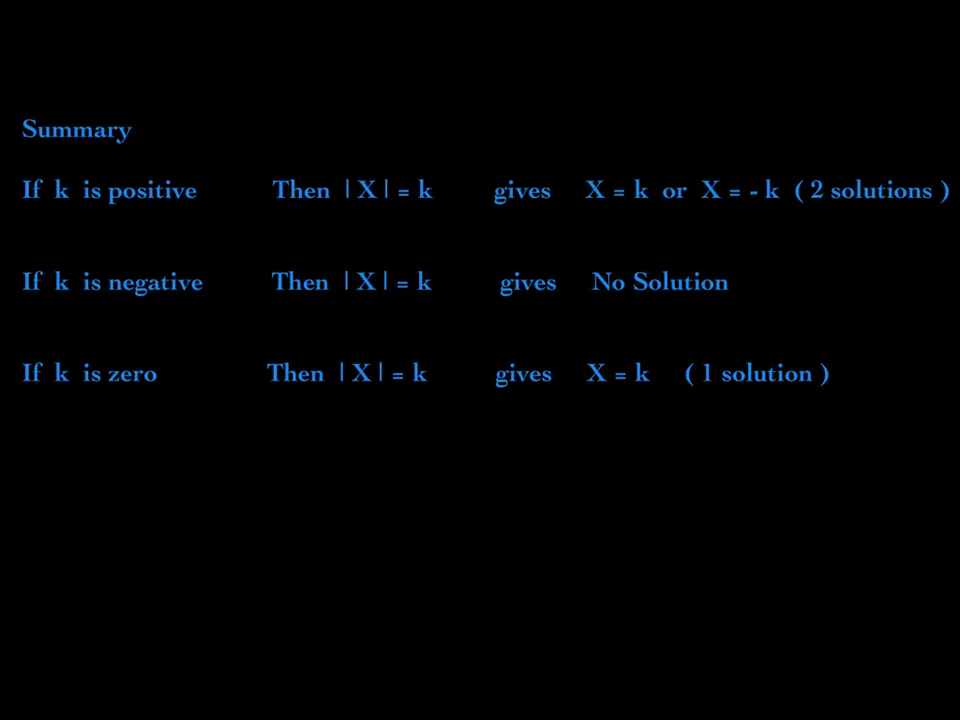 Summary
If k is positive Then | X | = k gives X = k or X = - k ( 2 solutions )
If k is negative Then | X | = k gives No Solution
If k is zero Then | X | = k gives X = k ( 1 solution )